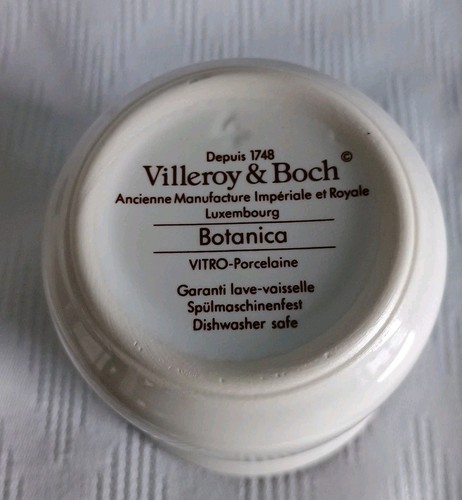 Depuis 1748
Villeroy & Boch ©
Ancienne Manufacture Impériale et Royale
Luxembourg
Botanica
VITRO-Porcelaine
Garanti lave-vaisselle
Spülmaschinenfest
Dishwasher safe